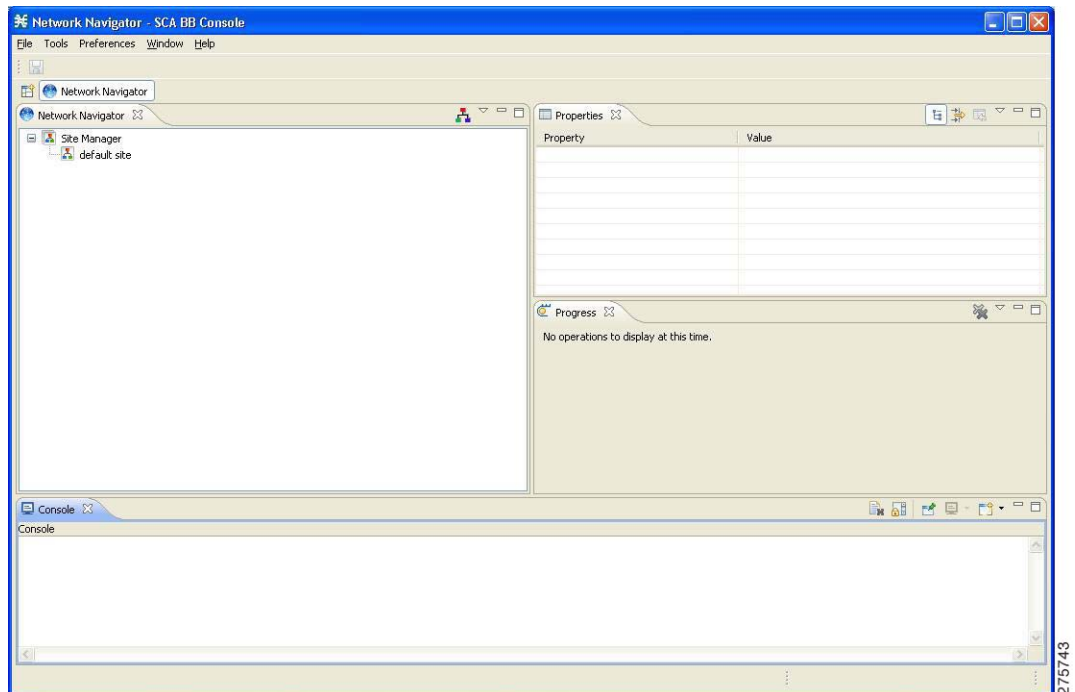 Network Navigator - SCA BB Console
File Tools Preferences Window Help
Network Navigator
Network Navigator
Site Manager
default site
Properties
Property Value
Progress
No operations to display at this time.
Console
Console
275743